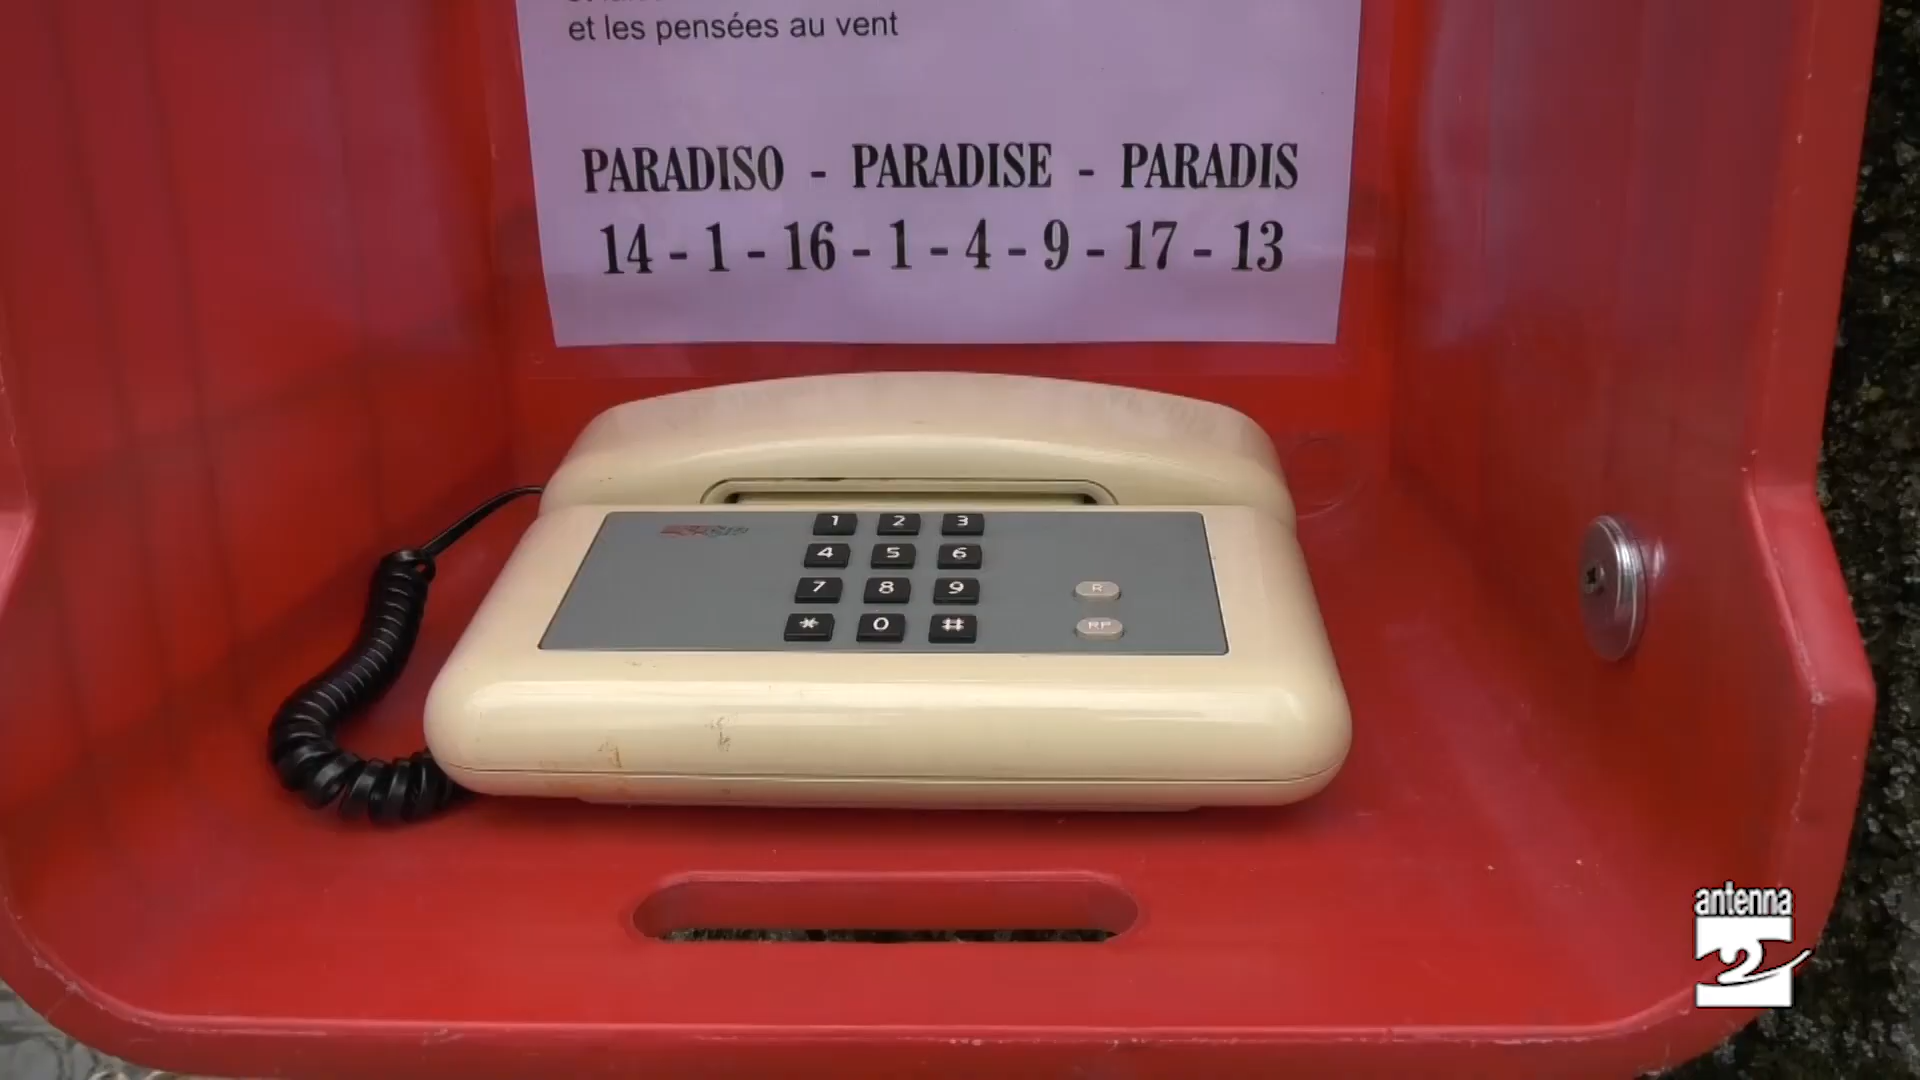 et les pensées au vent
PARADISO - PARADISE - PARADIS
14 - 1 - 16 - 1 - 4 - 9 - 17 - 13
1 2 3
4 5 6
7 8 9 R
* 0 # RP
antenna
2